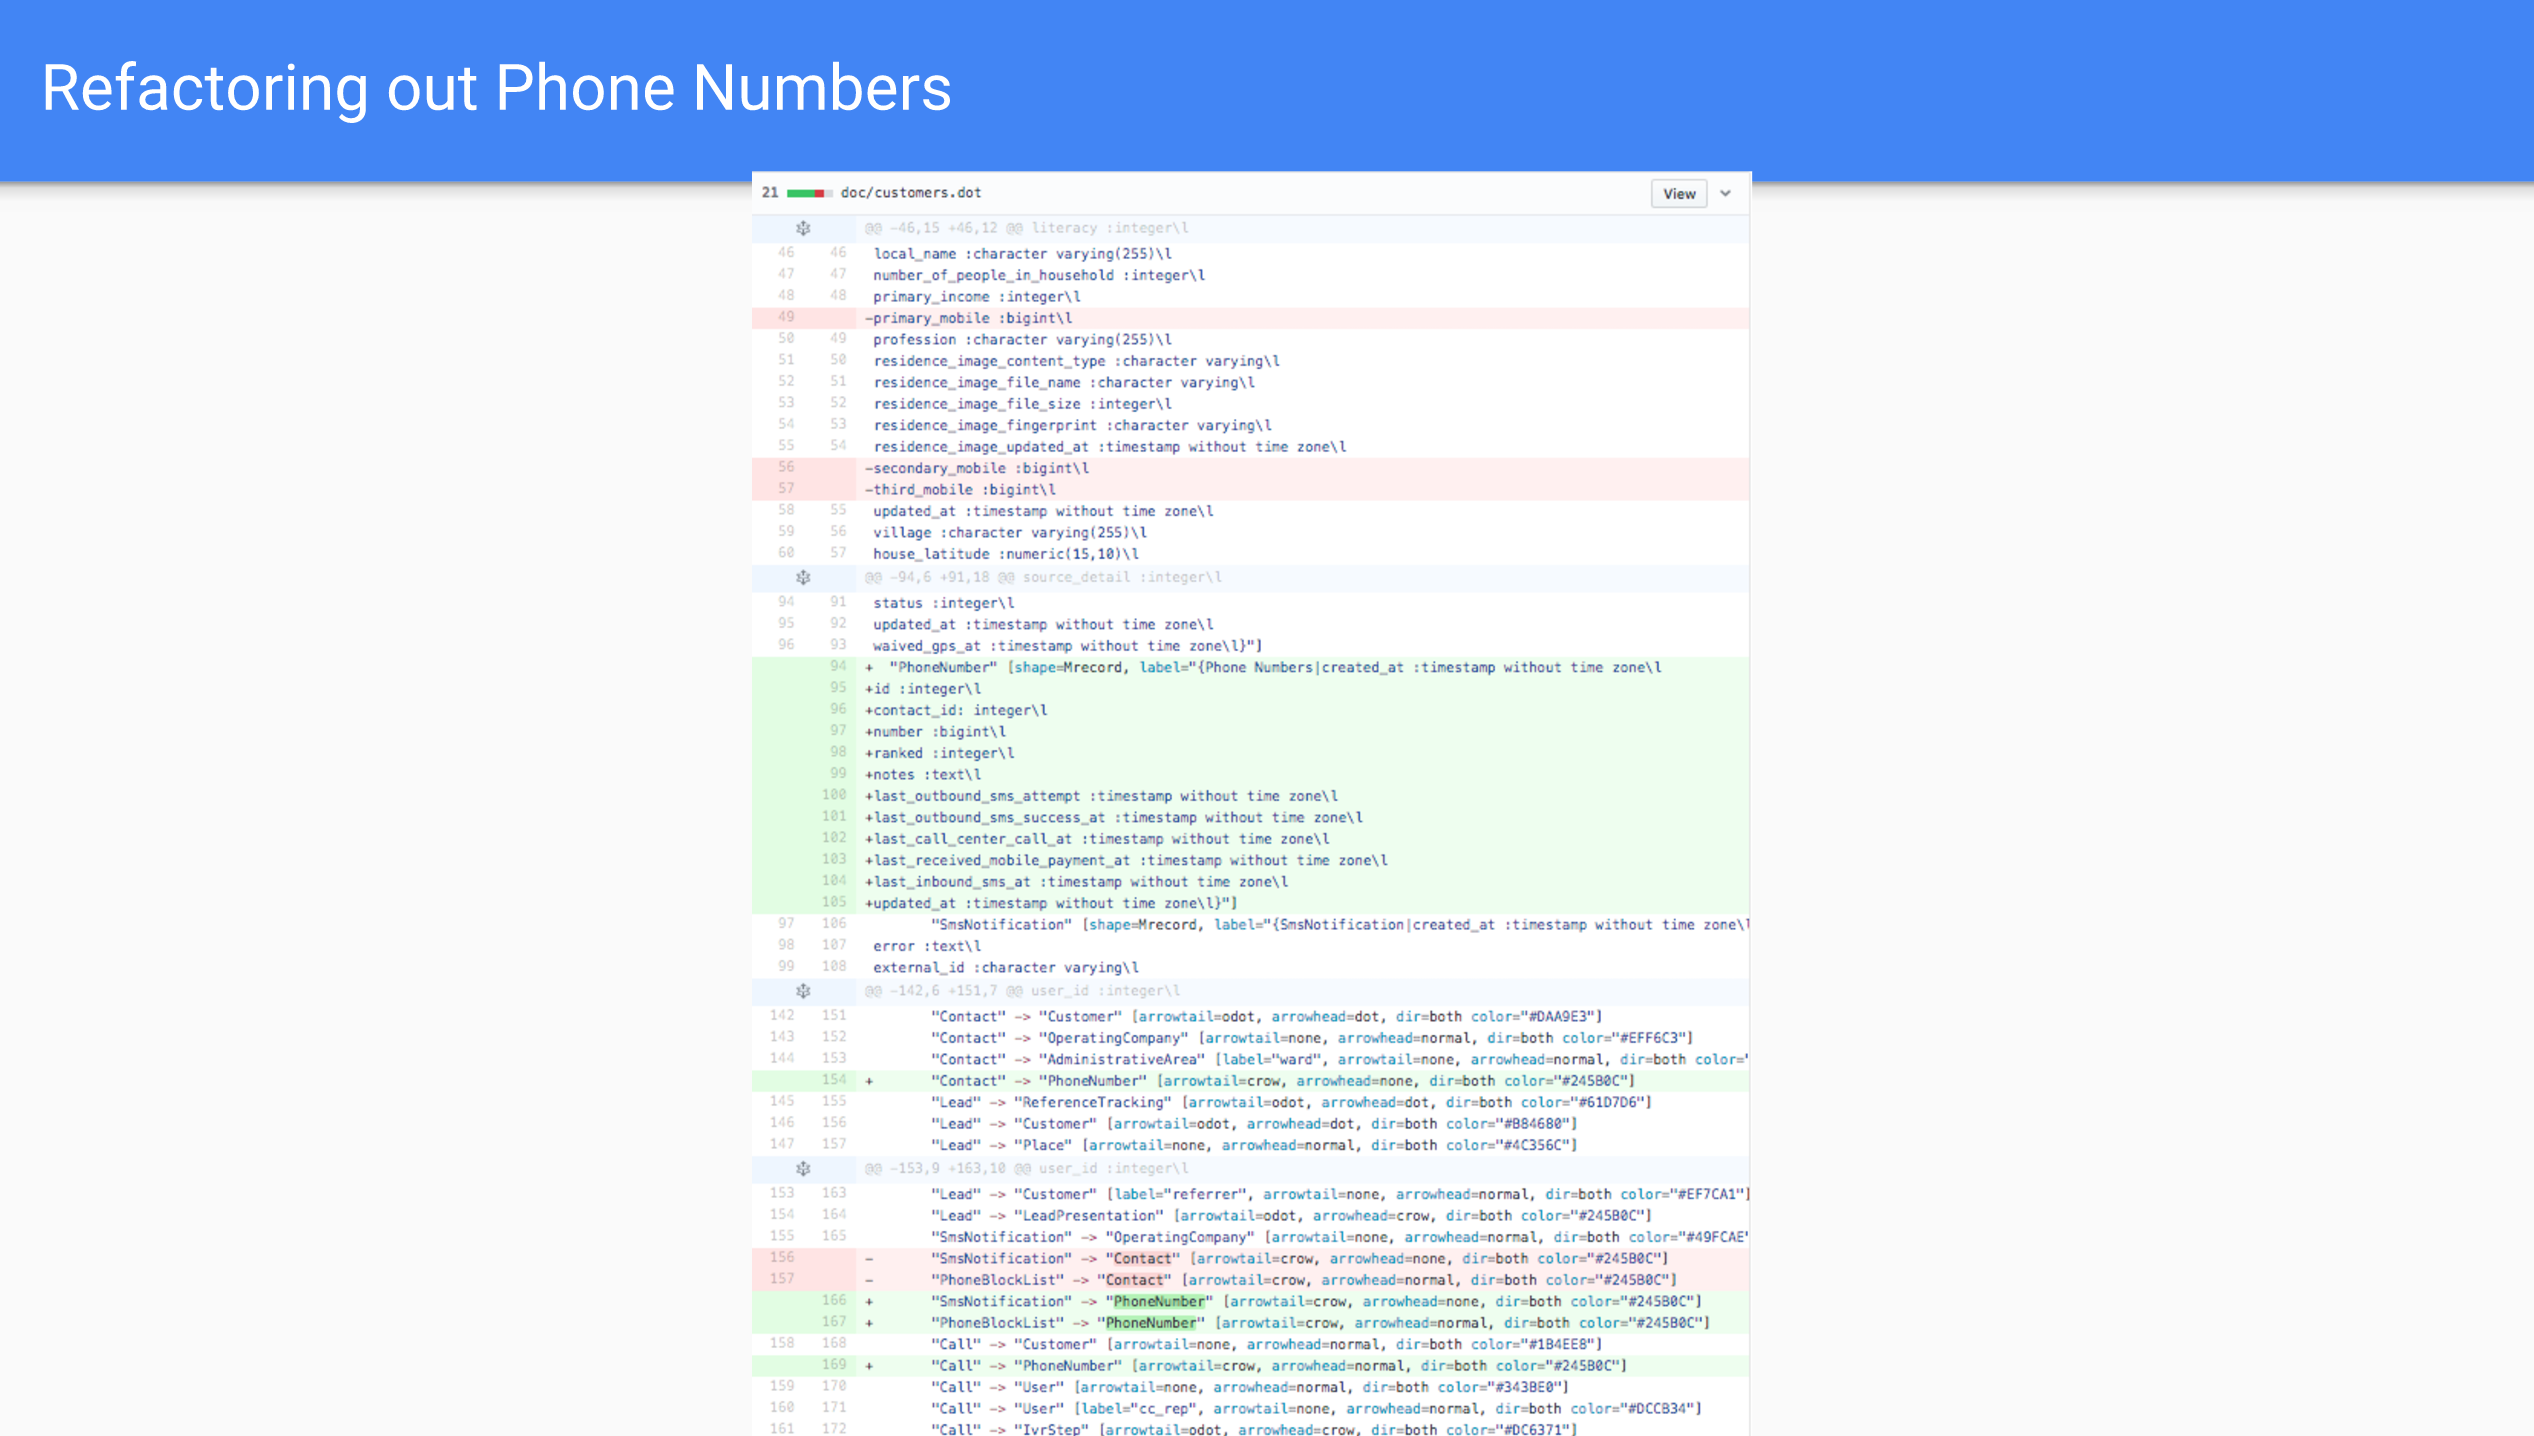 Refactoring out Phone Numbers
21 doc/customers.dot View
@@ -46,15 +46,12 @@ literacy :integer\l
46 46 local_name :character varying(255)\l
47 47 number_of_people_in_household :integer\l
48 48 primary_income :integer\l
49 -primary_mobile :bigint\l
50 49 profession :character varying(255)\l
51 50 residence_image_content_type :character varying\l
52 51 residence_image_file_name :character varying\l
53 52 residence_image_file_size :integer\l
54 53 residence_image_fingerprint :character varying\l
55 54 residence_image_updated_at :timestamp without time zone\l
56 -secondary_mobile :bigint\l
57 -third_mobile :bigint\l
58 55 updated_at :timestamp without time zone\l
59 56 village :character varying(255)\l
60 57 house_latitude :numeric(15,10)\l
@@ -94,6 +91,18 @@ source_detail :integer\l
94 91 status :integer\l
95 92 updated_at :timestamp without time zone\l
96 93 waived_gps_at :timestamp without time zone\l}"]
94 + "PhoneNumber" [shape=Mrecord, label="{Phone Numbers|created_at :timestamp without time zone\l
95 +id :integer\l
96 +contact_id: integer\l
97 +number :bigint\l
98 +ranked :integer\l
99 +notes :text\l
100 +last_outbound_sms_attempt :timestamp without time zone\l
101 +last_outbound_sms_success_at :timestamp without time zone\l
102 +last_call_center_call_at :timestamp without time zone\l
103 +last_received_mobile_payment_at :timestamp without time zone\l
104 +last_inbound_sms_at :timestamp without time zone\l
105 +updated_at :timestamp without time zone\l}"]
97 106 "SmsNotification" [shape=Mrecord, label="{SmsNotification|created_at :timestamp without time zone\l
98 107 error :text\l
99 108 external_id :character varying\l
@@ -142,6 +151,7 @@ user_id :integer\l
142 151 "Contact" -> "Customer" [arrowtail=odot, arrowhead=dot, dir=both color="#DAA9E3"]
143 152 "Contact" -> "OperatingCompany" [arrowtail=none, arrowhead=normal, dir=both color="#EFF6C3"]
144 153 "Contact" -> "AdministrativeArea" [label="ward", arrowtail=none, arrowhead=normal, dir=both color="
154 + "Contact" -> "PhoneNumber" [arrowtail=crow, arrowhead=none, dir=both color="#245B0C"]
145 155 "Lead" -> "ReferenceTracking" [arrowtail=odot, arrowhead=dot, dir=both color="#61D7D6"]
146 156 "Lead" -> "Customer" [arrowtail=odot, arrowhead=dot, dir=both color="#B84680"]
147 157 "Lead" -> "Place" [arrowtail=none, arrowhead=normal, dir=both color="#4C356C"]
@@ -153,9 +163,10 @@ user_id :integer\l
153 163 "Lead" -> "Customer" [label="referrer", arrowtail=none, arrowhead=normal, dir=both color="#EF7CA1"]
154 164 "Lead" -> "LeadPresentation" [arrowtail=odot, arrowhead=crow, dir=both color="#245B0C"]
155 165 "SmsNotification" -> "OperatingCompany" [arrowtail=none, arrowhead=normal, dir=both color="#49FCAE"
156 - "SmsNotification" -> "Contact" [arrowtail=crow, arrowhead=none, dir=both color="#245B0C"]
157 - "PhoneBlockList" -> "Contact" [arrowtail=crow, arrowhead=normal, dir=both color="#245B0C"]
166 + "SmsNotification" -> "PhoneNumber" [arrowtail=crow, arrowhead=none, dir=both color="#245B0C"]
167 + "PhoneBlockList" -> "PhoneNumber" [arrowtail=crow, arrowhead=normal, dir=both color="#245B0C"]
158 168 "Call" -> "Customer" [arrowtail=none, arrowhead=normal, dir=both color="#1B4EE8"]
169 + "Call" -> "PhoneNumber" [arrowtail=crow, arrowhead=normal, dir=both color="#245B0C"]
159 170 "Call" -> "User" [arrowtail=none, arrowhead=normal, dir=both color="#343BE0"]
160 171 "Call" -> "User" [label="cc_rep", arrowtail=none, arrowhead=normal, dir=both color="#DCCB34"]
161 172 "Call" -> "IvrStep" [arrowtail=odot, arrowhead=crow, dir=both color="#DC6371"]